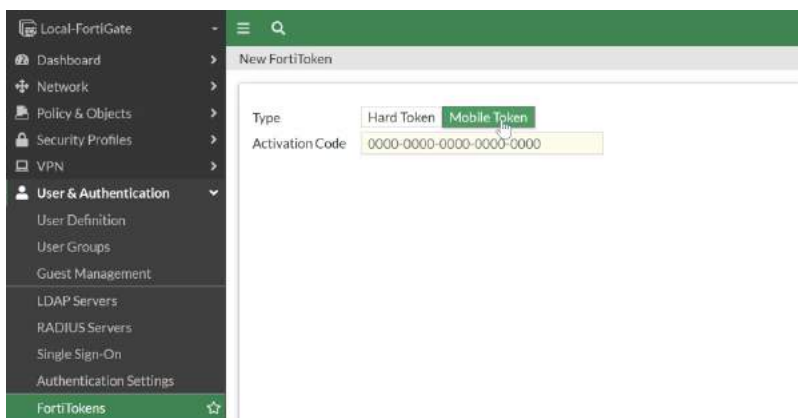 Local-FortiGate
Dashboard
Network
Policy & Objects
Security Profiles
VPN
User & Authentication
User Definition
User Groups
Guest Management
LDAP Servers
RADIUS Servers
Single Sign-On
Authentication Settings
FortiTokens
New FortiToken
Type Hard Token Mobile Token
Activation Code 0000-0000-0000-0000-0000